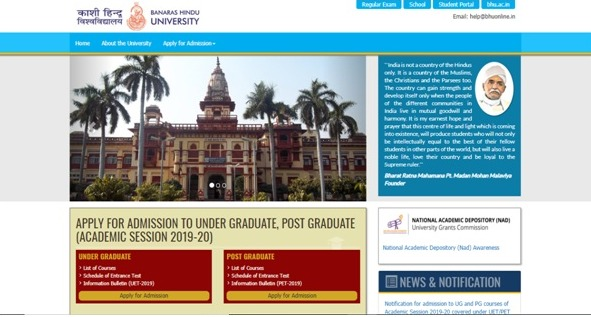 Regular Exam School Student Portal bhu.ac.in
काशी हिन्दू
विश्वविद्यालय
BANARAS HINDU
UNIVERSITY
Email: help@bhuonline.in
Home About the University Apply for Admission
"India is not a country of the Hindus
only. It is a country of the Muslims,
the Christians and the Parsees too.
The country can gain strength and
develop itself only when the people
of the different communities in
India live in mutual goodwill and
harmony. It is my earnest hope and
prayer that this centre of life and light which is coming
into existence, will produce students who will not only
be intellectually equal to the best of their fellow
students in other parts of the world, but will also live a
noble life, love their country and be loyal to the
Supreme ruler."
Bharat Ratna Mahamana Pt. Madan Mohan Malaviya
Founder
APPLY FOR ADMISSION TO UNDER GRADUATE, POST GRADUATE
(ACADEMIC SESSION 2019-20)
UNDER GRADUATE
List of Courses
Schedule of Entrance Test
Information Bulletin (UET-2019)
Apply for Admission
POST GRADUATE
List of Courses
Schedule of Entrance Test
Information Bulletin (PET-2019)
Apply for Admission
NATIONAL ACADEMIC DEPOSITORY (NAD)
University Grants Commission
National Academic Depository (Nad) Awareness
NEWS & NOTIFICATION
Notification for admission to UG and PG courses of
Academic Session 2019-20 covered under UET/PET